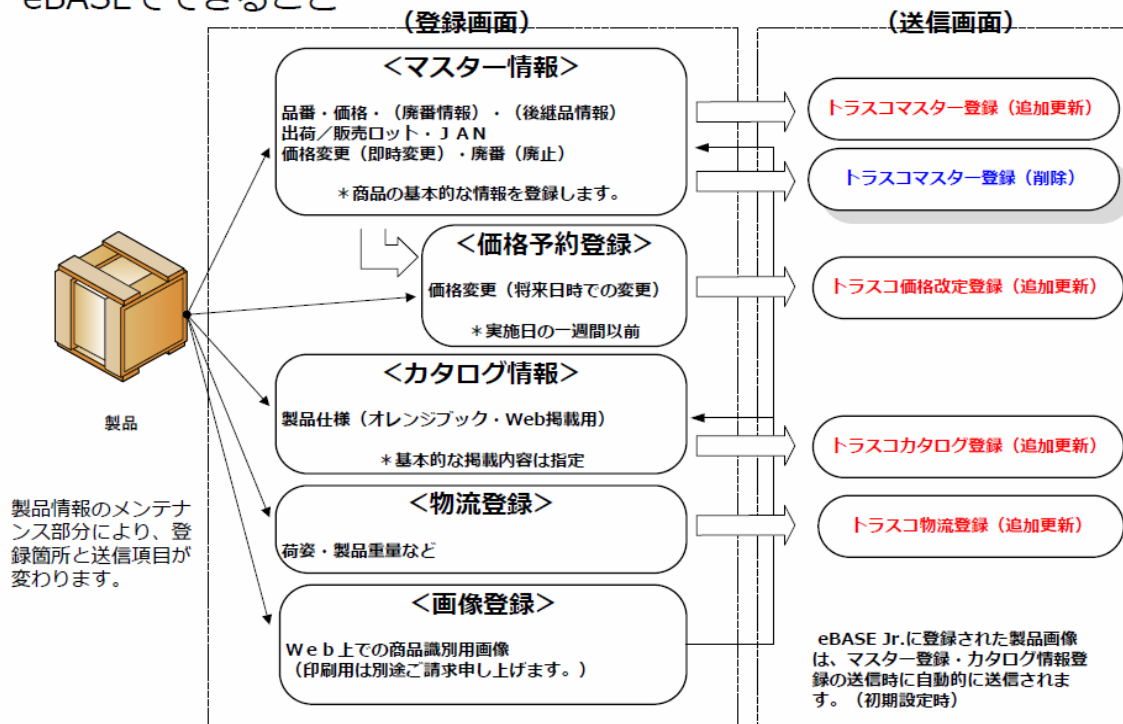 eBASEでできること
（登録画面）
（送信画面）
＜マスター情報＞
品番・価格・（廃番情報）・（後継品情報）
出荷／販売ロット・ＪＡＮ
価格変更（即時変更）・廃番（廃止）
＊商品の基本的な情報を登録します。
トラスコマスター登録（追加更新）
トラスコマスター登録（削除）
＜価格予約登録＞
価格変更（将来日時での変更）
＊実施日の一週間以前
トラスコ価格改定登録（追加更新）
＜カタログ情報＞
製品仕様（オレンジブック・Web掲載用）
＊基本的な掲載内容は指定
トラスコカタログ登録（追加更新）
製品
＜物流登録＞
荷姿・製品重量など
トラスコ物流登録（追加更新）
製品情報のメンテナ
ンス部分により、登
録箇所と送信項目が
変わります。
＜画像登録＞
Ｗｅｂ上での商品識別用画像
（印刷用は別途ご請求申し上げます。）
eBASE Jr.に登録された製品画像
は、マスター登録・カタログ情報登
録の送信時に自動的に送信されま
す。（初期設定時）